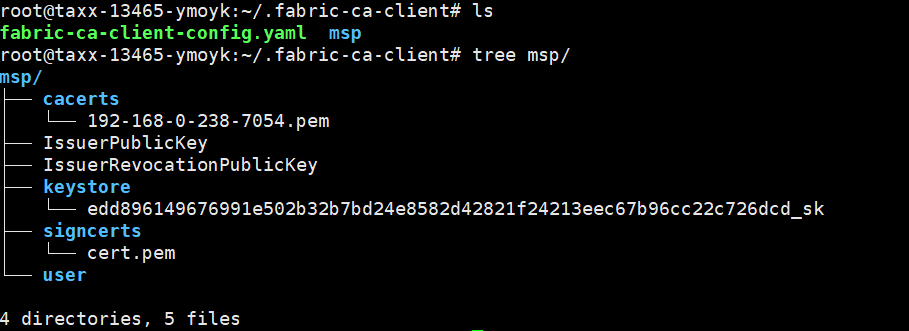 root@taxx-13465-ymoyk:~/.fabric-ca-client# ls
fabric-ca-client-config.yaml  msp
root@taxx-13465-ymoyk:~/.fabric-ca-client# tree msp/
msp/
├── cacerts
│   └── 192-168-0-238-7054.pem
├── IssuerPublicKey
├── IssuerRevocationPublicKey
├── keystore
│   └── edd896149676991e502b32b7bd24e8582d42821f24213eec67b96cc22c726dcd_sk
├── signcerts
│   └── cert.pem
└── user
4 directories, 5 files